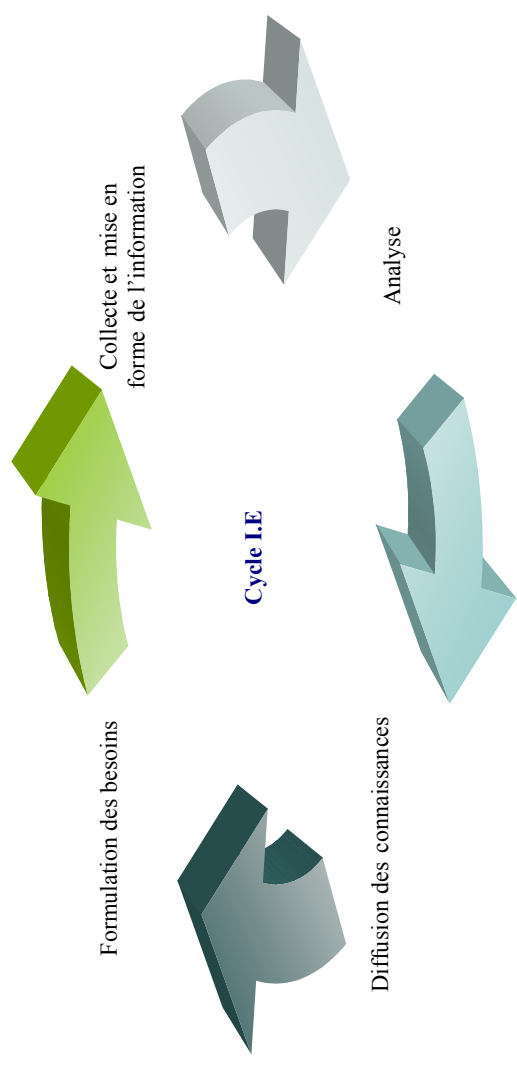 Formulation des besoins
Collecte et mise en
forme de l’information
Cycle I.E
Diffusion des connaissances
Analyse